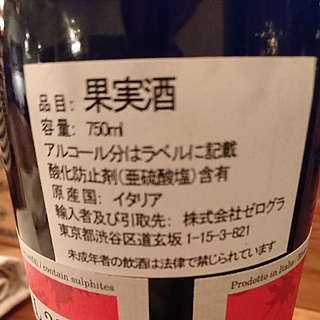 品目: 果実酒
容量: 750ml
アルコール分はラベルに記載
酸化防止剤(亜硫酸塩)含有
原産国: イタリア
輸入者及び引取先: 株式会社ゼログラ
東京都渋谷区道玄坂1-15-3-821
未成年者の飲酒は法律で禁じられています
/ contain sulphites
Prodotto in Italia